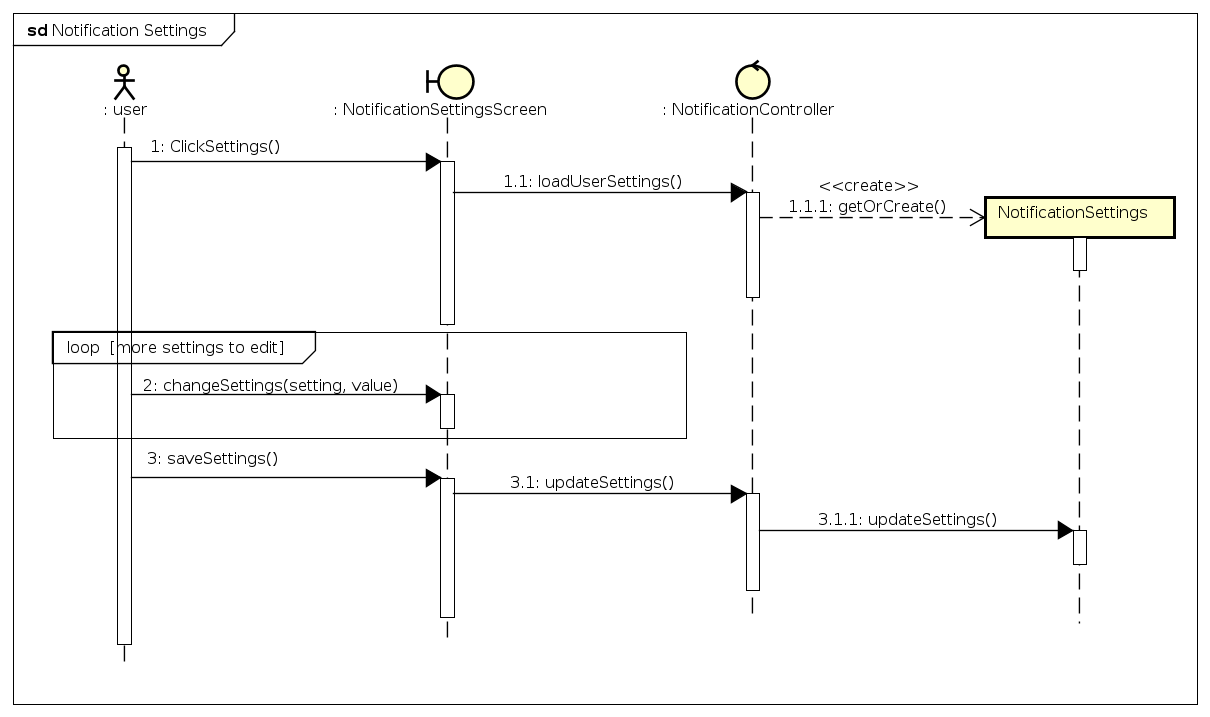 sd Notification Settings
: user
: NotificationSettingsScreen
: NotificationController
1: ClickSettings()
1.1: loadUserSettings()
<<create>>
1.1.1: getOrCreate()
NotificationSettings
loop [more settings to edit]
2: changeSettings(setting, value)
3: saveSettings()
3.1: updateSettings()
3.1.1: updateSettings()